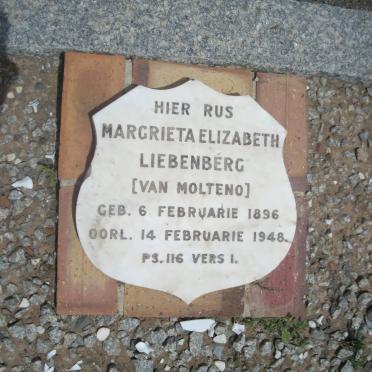 HIER RUS
MARGRIETA ELIZABETH
LIEBENBERG
[VAN MOLTENO]
GEB. 6 FEBRUARIE 1896
OORL. 14 FEBRUARIE 1948.
PS. 116 VERS 1.